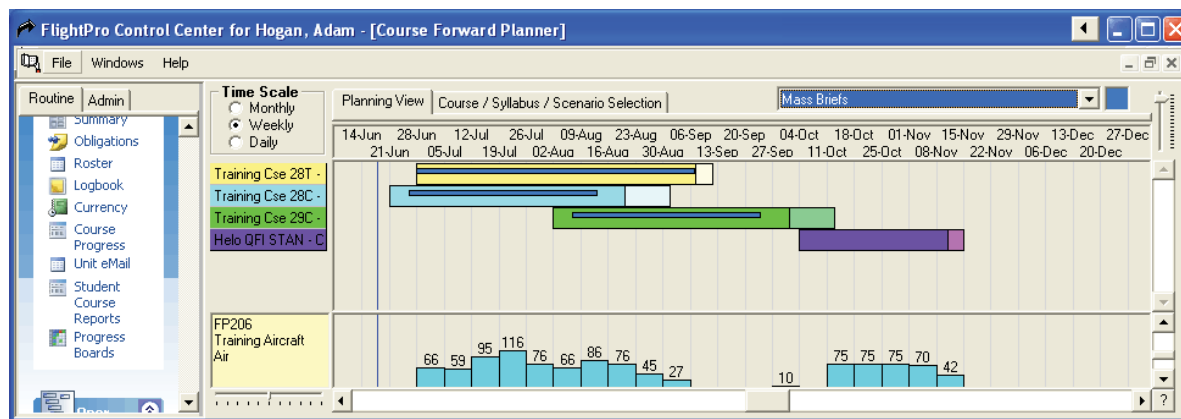 FlightPro Control Center for Hogan, Adam - [Course Forward Planner]
File Windows Help
Routine Admin
Summary
Obligations
Roster
Logbook
Currency
Course
Progress
Unit eMail
Student
Course
Reports
Progress
Boards
Time Scale
Monthly
Weekly
Daily
Planning View Course / Syllabus / Scenario Selection
Mass Briefs
14-Jun 28-Jun 12-Jul 26-Jul 09-Aug 23-Aug 06-Sep 20-Sep 04-Oct 18-Oct 01-Nov 15-Nov 29-Nov 13-Dec 27-Dec
21-Jun 05-Jul 19-Jul 02-Aug 16-Aug 30-Aug 13-Sep 27-Sep 11-Oct 25-Oct 08-Nov 22-Nov 06-Dec 20-Dec
Training Cse 28T -
Training Cse 28C -
Training Cse 29C -
Helo QFI STAN - C
FP206
Training Aircraft
Air
66 59 95 116 76 66 86 76 45 27 10 75 75 75 70 42
?